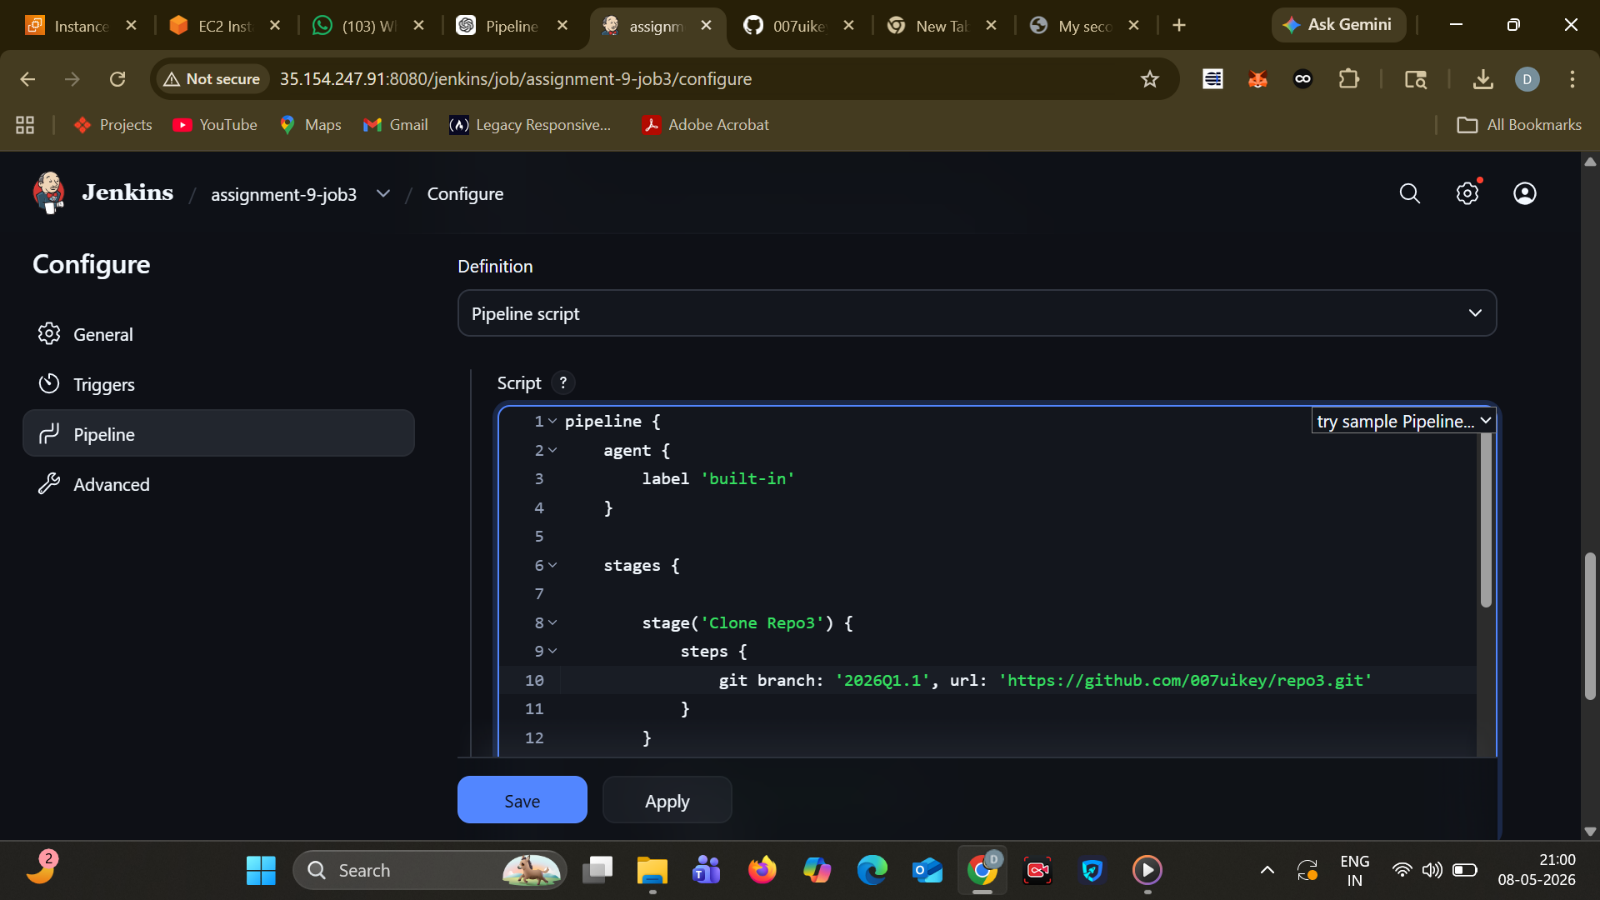 Instance
EC2 Inst
(103) W
Pipeline
assignm
007uike
New Tab
My seco
Ask Gemini
Not secure
35.154.247.91:8080/jenkins/job/assignment-9-job3/configure
D
Projects
YouTube
Maps
Gmail
Legacy Responsive...
Adobe Acrobat
All Bookmarks
Jenkins / assignment-9-job3 / Configure
Configure
General
Triggers
Pipeline
Advanced
Definition
Pipeline script
Script ?
try sample Pipeline...
1 pipeline {
2 agent {
3 label 'built-in'
4 }
5
6 stages {
7
8 stage('Clone Repo3') {
9 steps {
10 git branch: '2026Q1.1', url: 'https://github.com/007uikey/repo3.git'
11 }
12 }
Save
Apply
2
Search
D
ENG
IN
21:00
08-05-2026